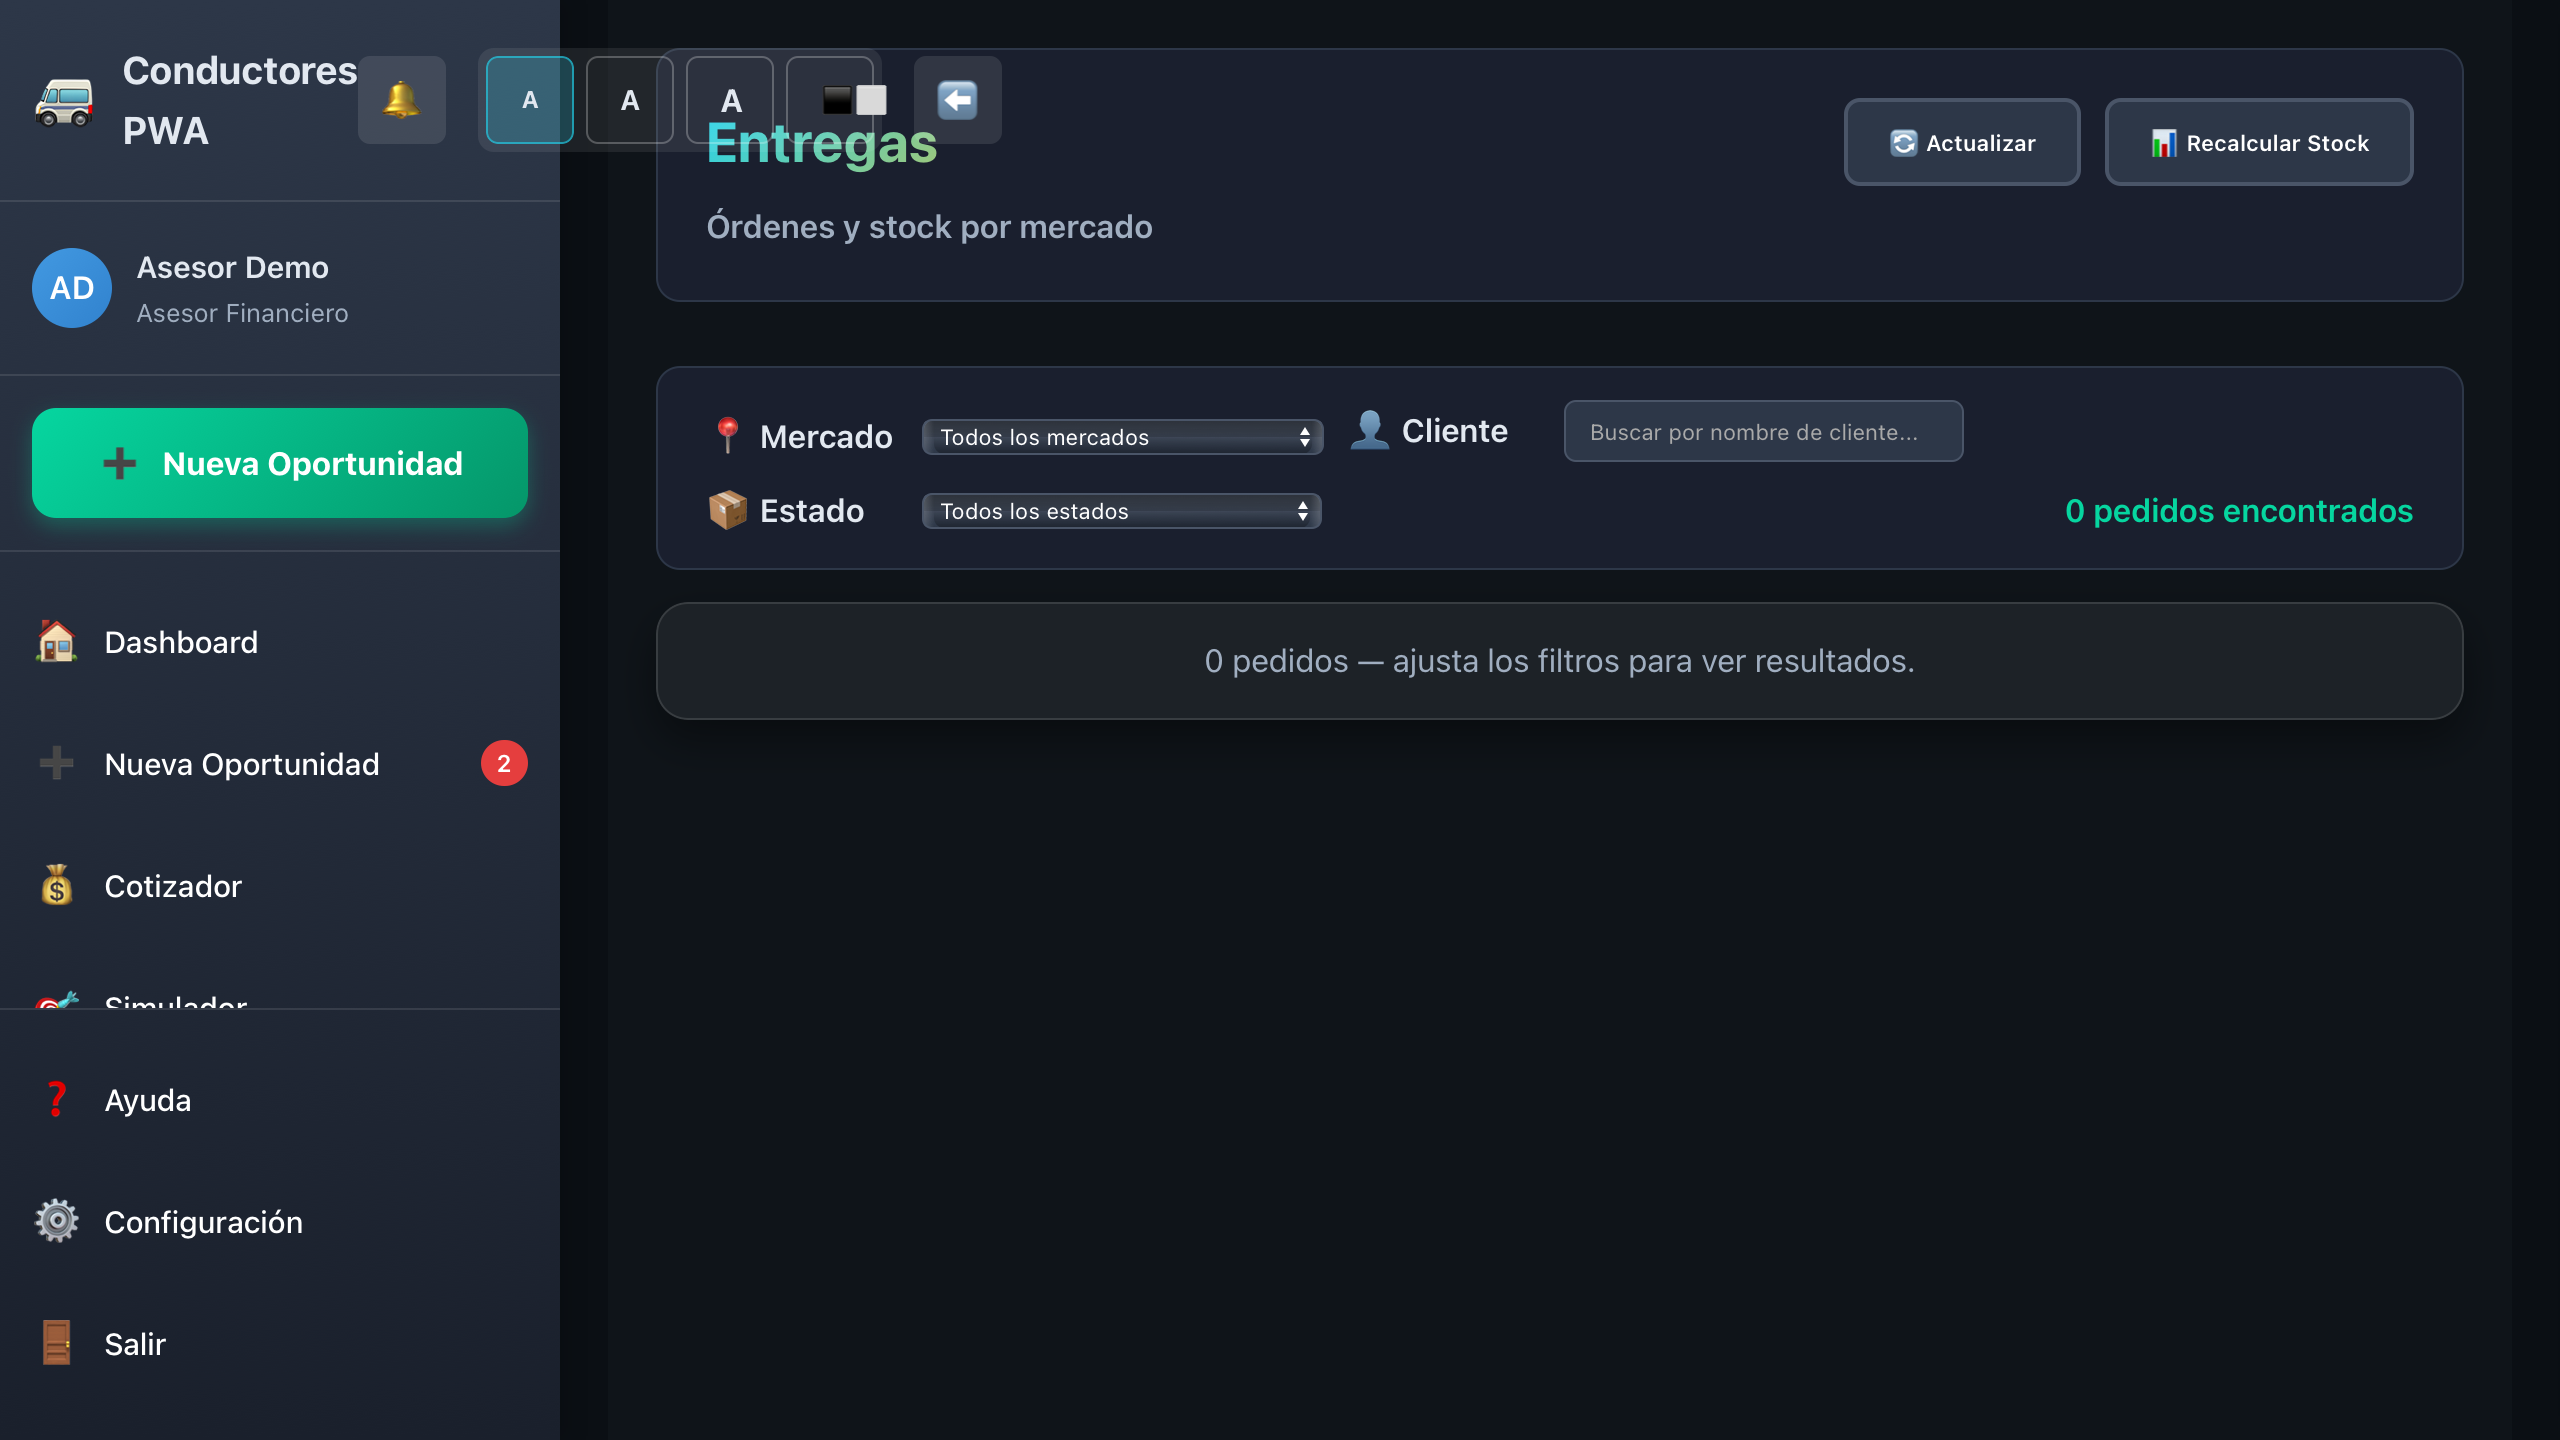 Conductores
PWA
A
A
A
Asesor Demo
AD
Asesor Financiero
Nueva Oportunidad
Dashboard
Nueva Oportunidad
2
Cotizador
Simulador
Ayuda
Configuración
Salir
Entregas
Órdenes y stock por mercado
Actualizar
Recalcular Stock
Mercado
Todos los mercados
Cliente
Buscar por nombre de cliente...
Estado
Todos los estados
0 pedidos encontrados
0 pedidos — ajusta los filtros para ver resultados.